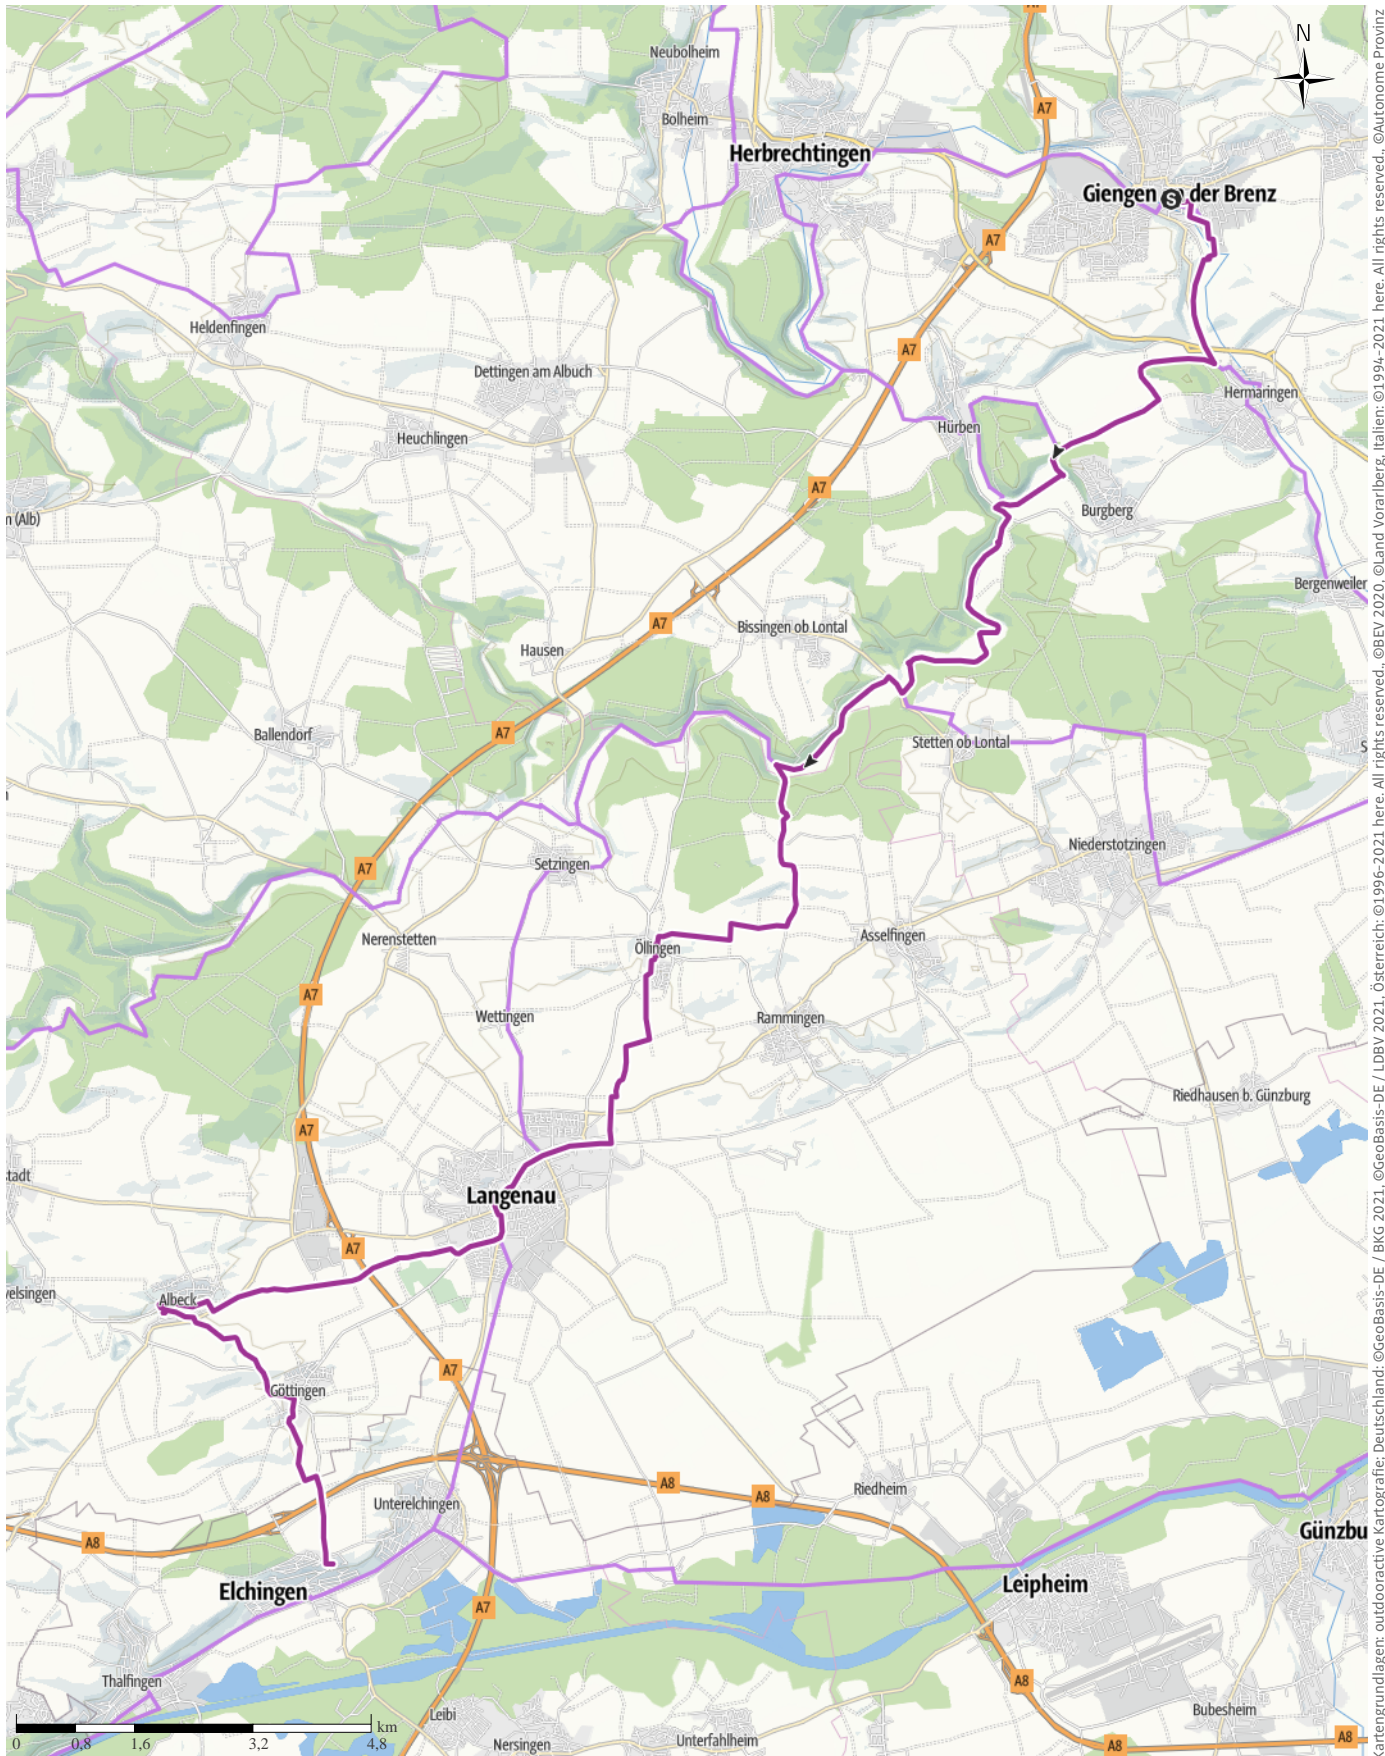 N
Neubolheim
A7
Bolheim
Herbrechtingen
Giengen
S
der Brenz
A7
Heldenfingen
A7
Dettingen am Albuch
Hermaringen
Heuchlingen
Hürben
A7
n (Alb)
Burgberg
Bergenweiler
A7
Bissingen ob Lontal
Hausen
A7
Ballendorf
Stetten ob Lontal
S
Niederstotzingen
A7
Setzingen
Nerenstetten
Öllingen
Asselfingen
A7
Wettingen
Rammingen
Riedhausen b. Günzburg
A7
tadt
Langenau
A7
velsingen
Albeck
A7
Göttingen
A8
A8
Riedheim
Unterelchingen
A8
Günzbu
Elchingen
Leipheim
A7
Thalfingen
A8
Leibi
Bubesheim
Nersingen
Unterfahlheim
A8
A8
km
0
0,8
1,6
3,2
4,8
artengrundlagen: outdooractive Kartografie; Deutschland: ©GeoBasis-DE / BKG 2021, ©GeoBasis-DE / LDBV 2021, Österreich: ©1996-2021 here. All rights reserved., ©BEV 2020, ©Land Vorarlberg, Italien: ©1994-2021 here. All rights reserved., ©Autonome Provinz